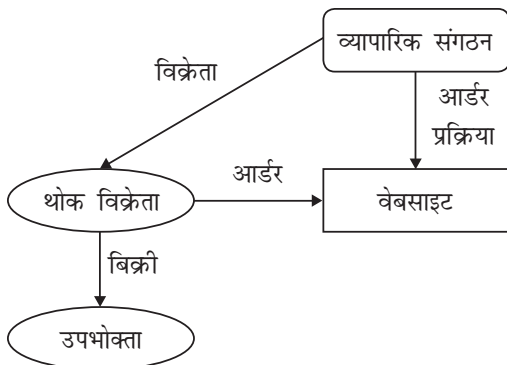 व्यापारिक संगठन
विक्रेता
आर्डर
प्रक्रिया
थोक विक्रेता
आर्डर
वेबसाइट
बिक्री
उपभोक्ता